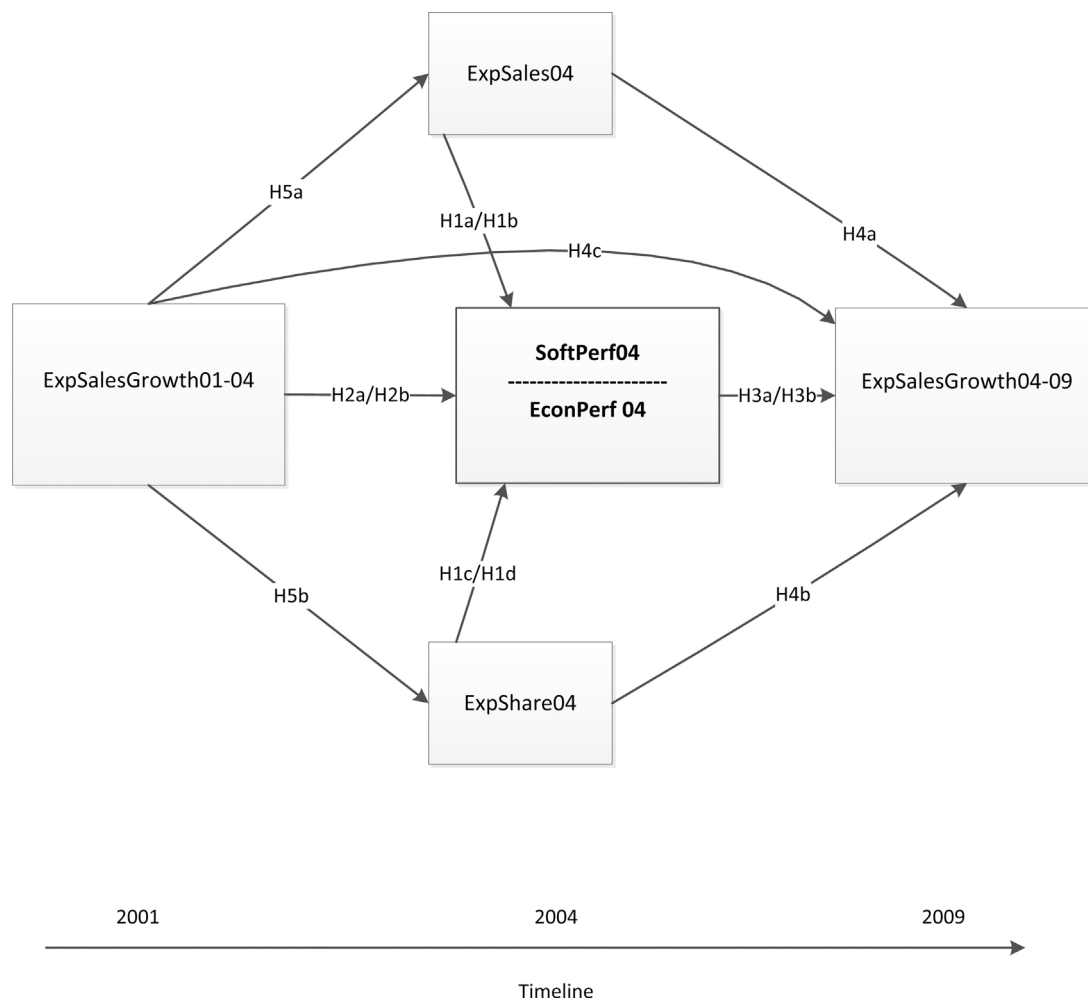 ExpSales04
H5a
H1a/H1b
H4a
H4c
SoftPerf04
-----------------------
ExpSalesGrowth01-04
ExpSalesGrowth04-09
H2a/H2b
EconPerf 04
H3a/H3b
H1c/H1d
H5b
H4b
ExpShare04
2001
2004
2009
Timeline